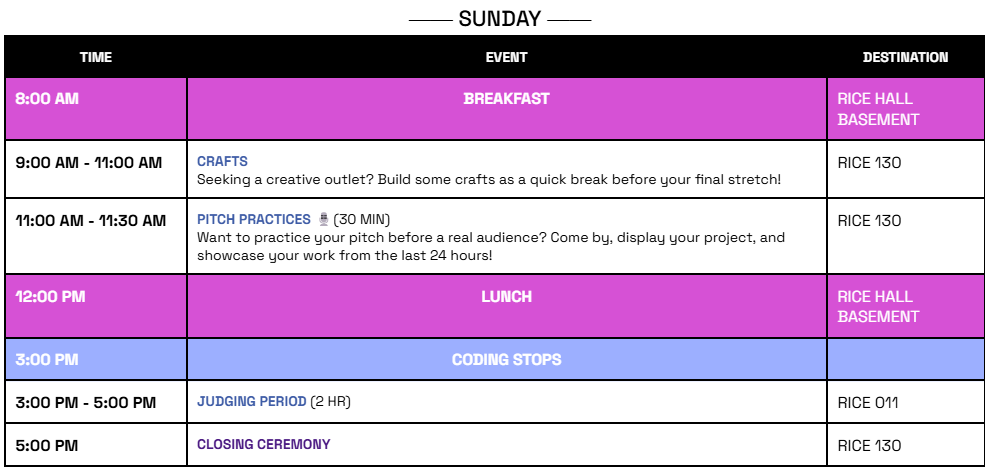 SUNDAY
TIME EVENT DESTINATION
8:00 AM BREAKFAST RICE HALL
BASEMENT
9:00 AM - 11:00 AM CRAFTS RICE 130
Seeking a creative outlet? Build some crafts as a quick break before your final stretch!
11:00 AM - 11:30 AM PITCH PRACTICES 🎙 (30 MIN) RICE 130
Want to practice your pitch before a real audience? Come by, display your project, and
showcase your work from the last 24 hours!
12:00 PM LUNCH RICE HALL
BASEMENT
3:00 PM CODING STOPS
3:00 PM - 5:00 PM JUDGING PERIOD (2 HR) RICE 011
5:00 PM CLOSING CEREMONY RICE 130